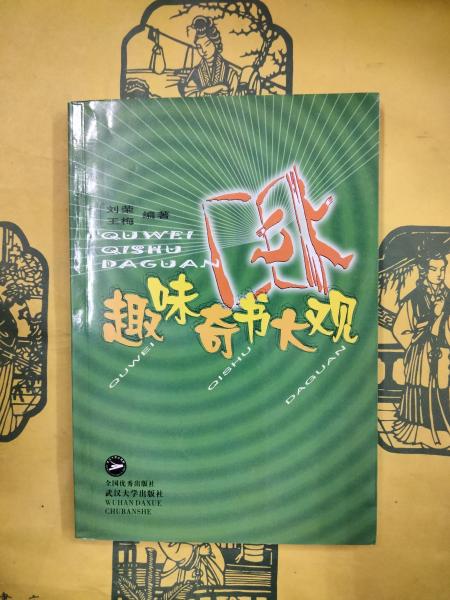 刘荣
王梅 编著
QUWEI
QISHU
DAGUAN
趣味奇书大观
QUWEI
QISHU
DAGUAN
全国优秀出版社
武汉大学出版社
WUHAN DAXUE
CHUBANSHE